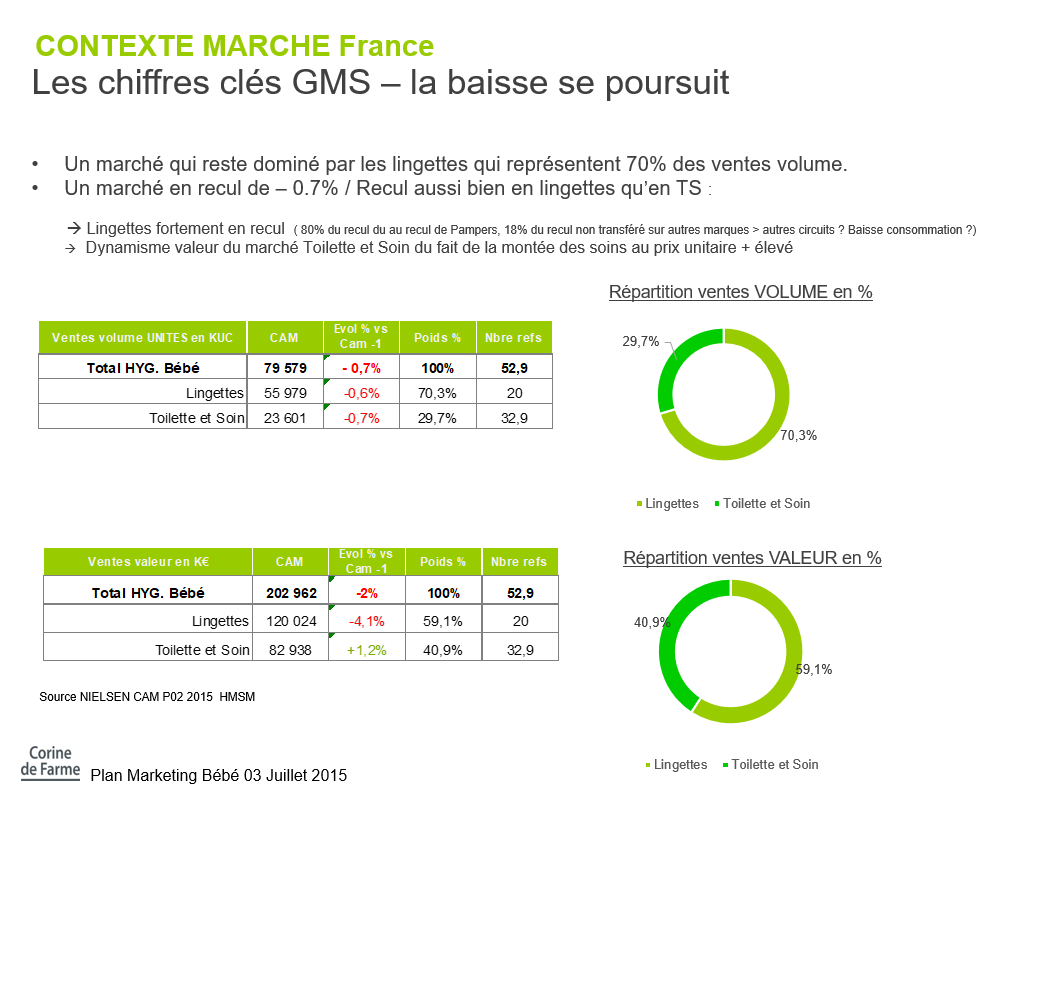 CONTEXTE MARCHE France
Les chiffres clés GMS – la baisse se poursuit
• Un marché qui reste dominé par les lingettes qui représentent 70% des ventes volume.
• Un marché en recul de – 0.7% / Recul aussi bien en lingettes qu’en TS :
→ Lingettes fortement en recul ( 80% du recul du au recul de Pampers, 18% du recul non transféré sur autres marques > autres circuits ? Baisse consommation ?)
→ Dynamisme valeur du marché Toilette et Soin du fait de la montée des soins au prix unitaire + élevé
Répartition ventes VOLUME en %
Ventes volume UNITES en KUC CAM Evol % vs Cam -1 Poids % Nbre refs
Total HYG. Bébé 79 579 - 0,7% 100% 52,9
Lingettes 55 979 -0,6% 70,3% 20
Toilette et Soin 23 601 -0,7% 29,7% 32,9
29,7%
70,3%
Lingettes Toilette et Soin
Ventes valeur en K€ CAM Evol % vs Cam -1 Poids % Nbre refs
Total HYG. Bébé 202 962 -2% 100% 52,9
Lingettes 120 024 -4,1% 59,1% 20
Toilette et Soin 82 938 +1,2% 40,9% 32,9
Répartition ventes VALEUR en %
40,9%
59,1%
Lingettes Toilette et Soin
Source NIELSEN CAM P02 2015 HMSM
Corine
de Farme
Plan Marketing Bébé 03 Juillet 2015